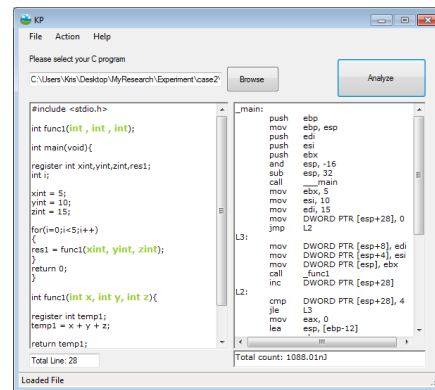 KP
File Action Help
Please select your C program
C:\Users\Kris\Desktop\MyResearch\Experiment\case2\
Browse
Analyze
#include <stdio.h>
int func1(int , int , int);
int main(void){
register int xint,yint,zint,res1;
int i;
xint = 5;
yint = 10;
zint = 15;
for(i=0;i<5;i++)
{
res1 = func1(xint, yint, zint);
}
return 0;
}
int func1(int x, int y, int z){
register int temp1;
temp1 = x + y + z;
return temp1;
_main:
push ebp
mov ebp, esp
push edi
push esi
push ebx
and esp, -16
sub esp, 32
call ___main
mov ebx, 5
mov esi, 10
mov edi, 15
mov DWORD PTR [esp+28], 0
jmp L2
L3:
mov DWORD PTR [esp+8], edi
mov DWORD PTR [esp+4], esi
mov DWORD PTR [esp], ebx
call _func1
inc DWORD PTR [esp+28]
L2:
cmp DWORD PTR [esp+28], 4
jle L3
mov eax, 0
lea esp, [ebp-12]
Total Line: 28
Total count: 1088.01nJ
Loaded File